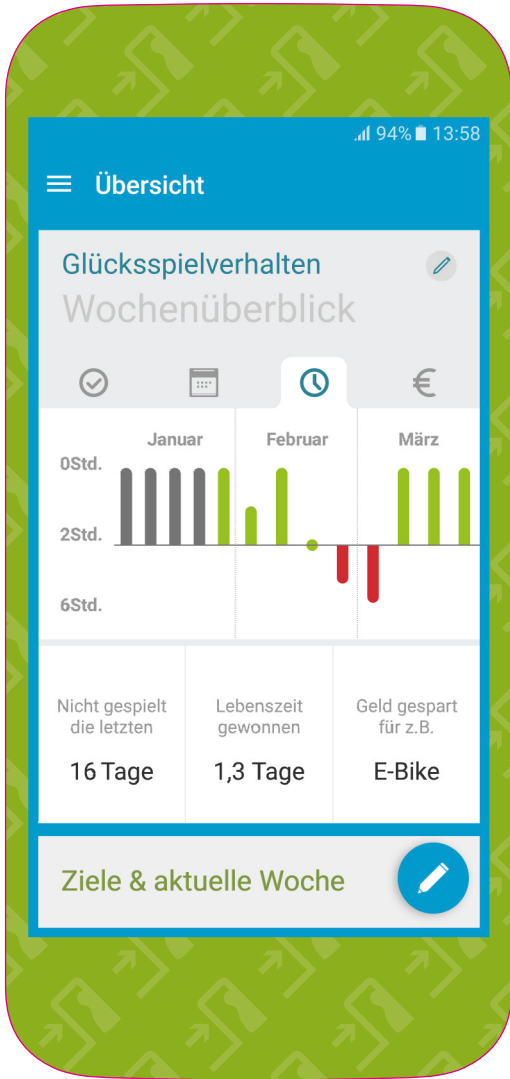 94% 13:58
Übersicht
Glücksspielverhalten
Wochenüberblick
€
Januar Februar März
0Std.
2Std.
6Std.
Nicht gespielt die letzten
16 Tage
Lebenszeit gewonnen
1,3 Tage
Geld gespart für z.B.
E-Bike
Ziele & aktuelle Woche